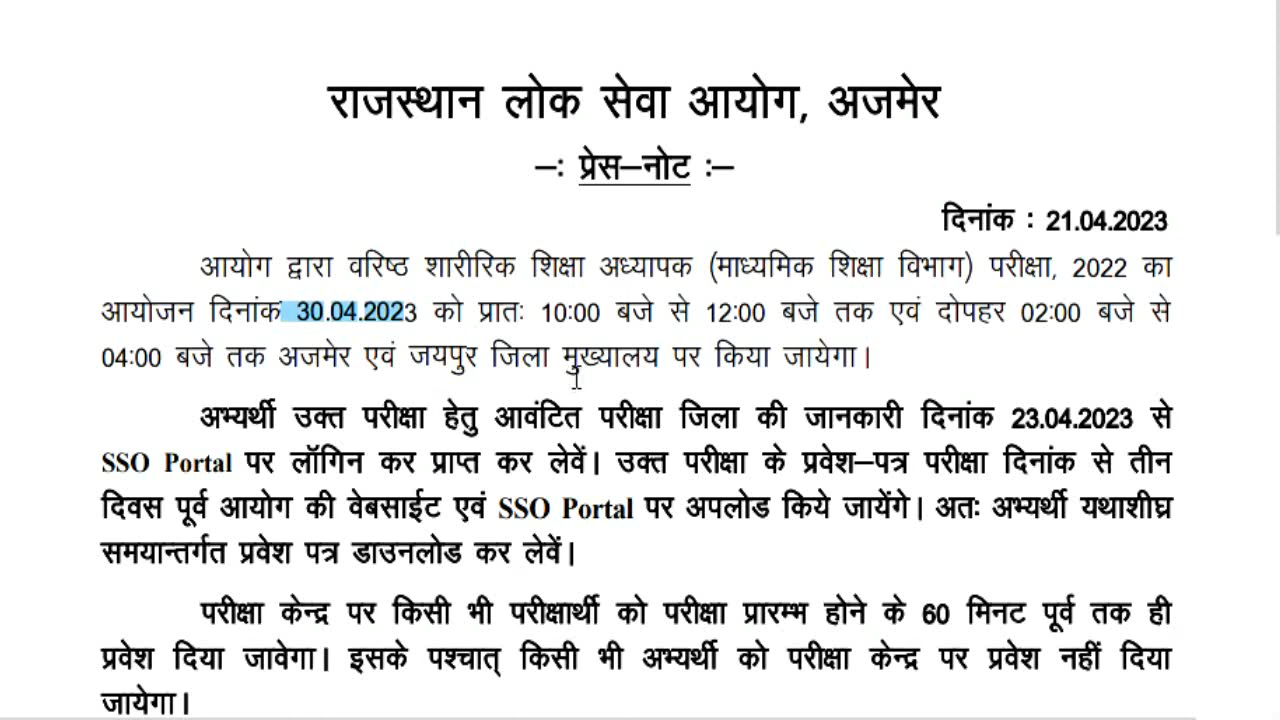 राजस्थान लोक सेवा आयोग, अजमेर
–: प्रेस–नोट :–
दिनांक : 21.04.2023
आयोग द्वारा वरिष्ठ शारीरिक शिक्षा अध्यापक (माध्यमिक शिक्षा विभाग) परीक्षा, 2022 का
आयोजन दिनांक 30.04.2023 को प्रातः 10:00 बजे से 12:00 बजे तक एवं दोपहर 02:00 बजे से
04:00 बजे तक अजमेर एवं जयपुर जिला मुख्यालय पर किया जायेगा।
अभ्यर्थी उक्त परीक्षा हेतु आवंटित परीक्षा जिला की जानकारी दिनांक 23.04.2023 से
SSO Portal पर लॉगिन कर प्राप्त कर लेवें। उक्त परीक्षा के प्रवेश–पत्र परीक्षा दिनांक से तीन
दिवस पूर्व आयोग की वेबसाईट एवं SSO Portal पर अपलोड किये जायेंगे। अतः अभ्यर्थी यथाशीघ्र
समयान्तर्गत प्रवेश पत्र डाउनलोड कर लेवें।
परीक्षा केन्द्र पर किसी भी परीक्षार्थी को परीक्षा प्रारम्भ होने के 60 मिनट पूर्व तक ही
प्रवेश दिया जावेगा। इसके पश्चात् किसी भी अभ्यर्थी को परीक्षा केन्द्र पर प्रवेश नहीं दिया
जायेगा।